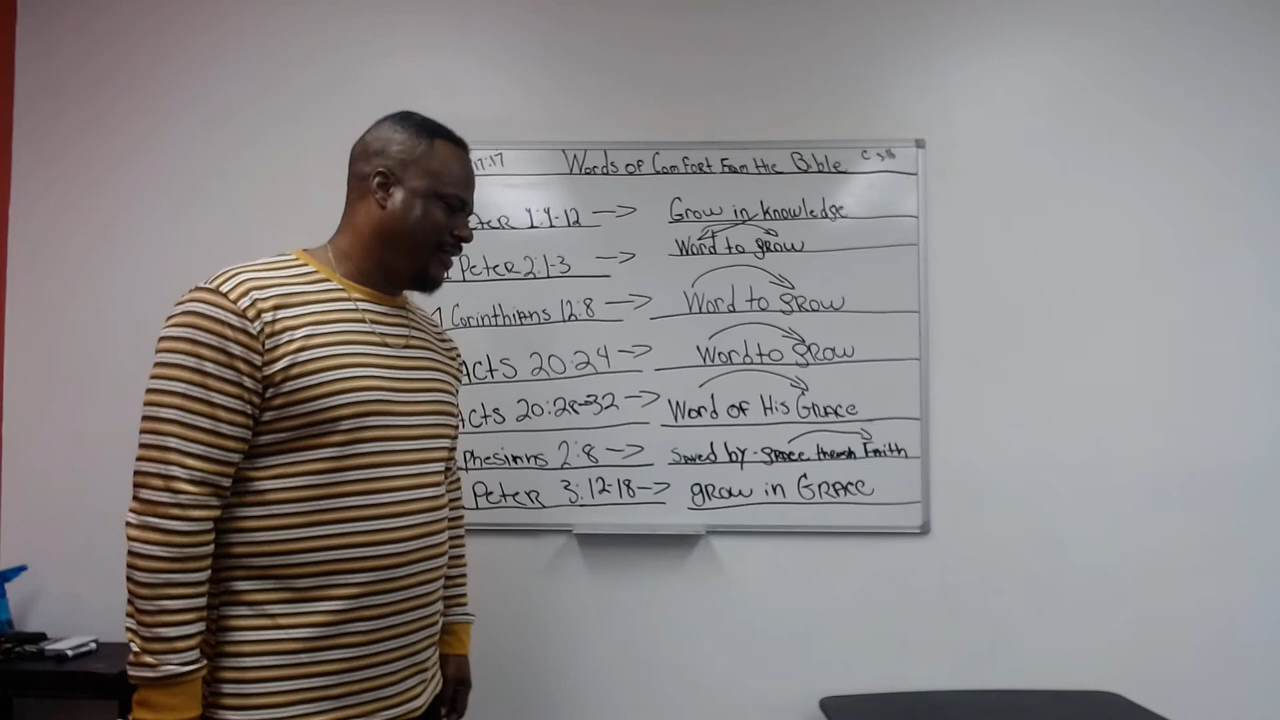 17:17 Words of Comfort From the Bible
1:4-12 -> Grow in knowledge
Peter 2:1-3 -> Word to grow
1 Corinthians 12:8 -> Word to grow
Acts 20:24 -> Word to grow
Acts 20:28-32 -> Word of His Grace
phesians 2:8 -> Saved by - grace through Faith
Peter 3:12-18 -> grow in Grace